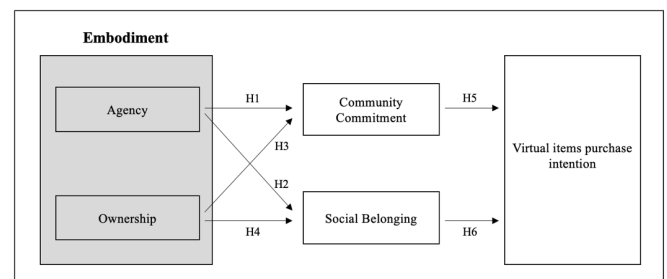 Embodiment
Agency
H1
Community
Commitment
H5
H3
Virtual items purchase
intention
H2
Ownership
H4
Social Belonging
H6